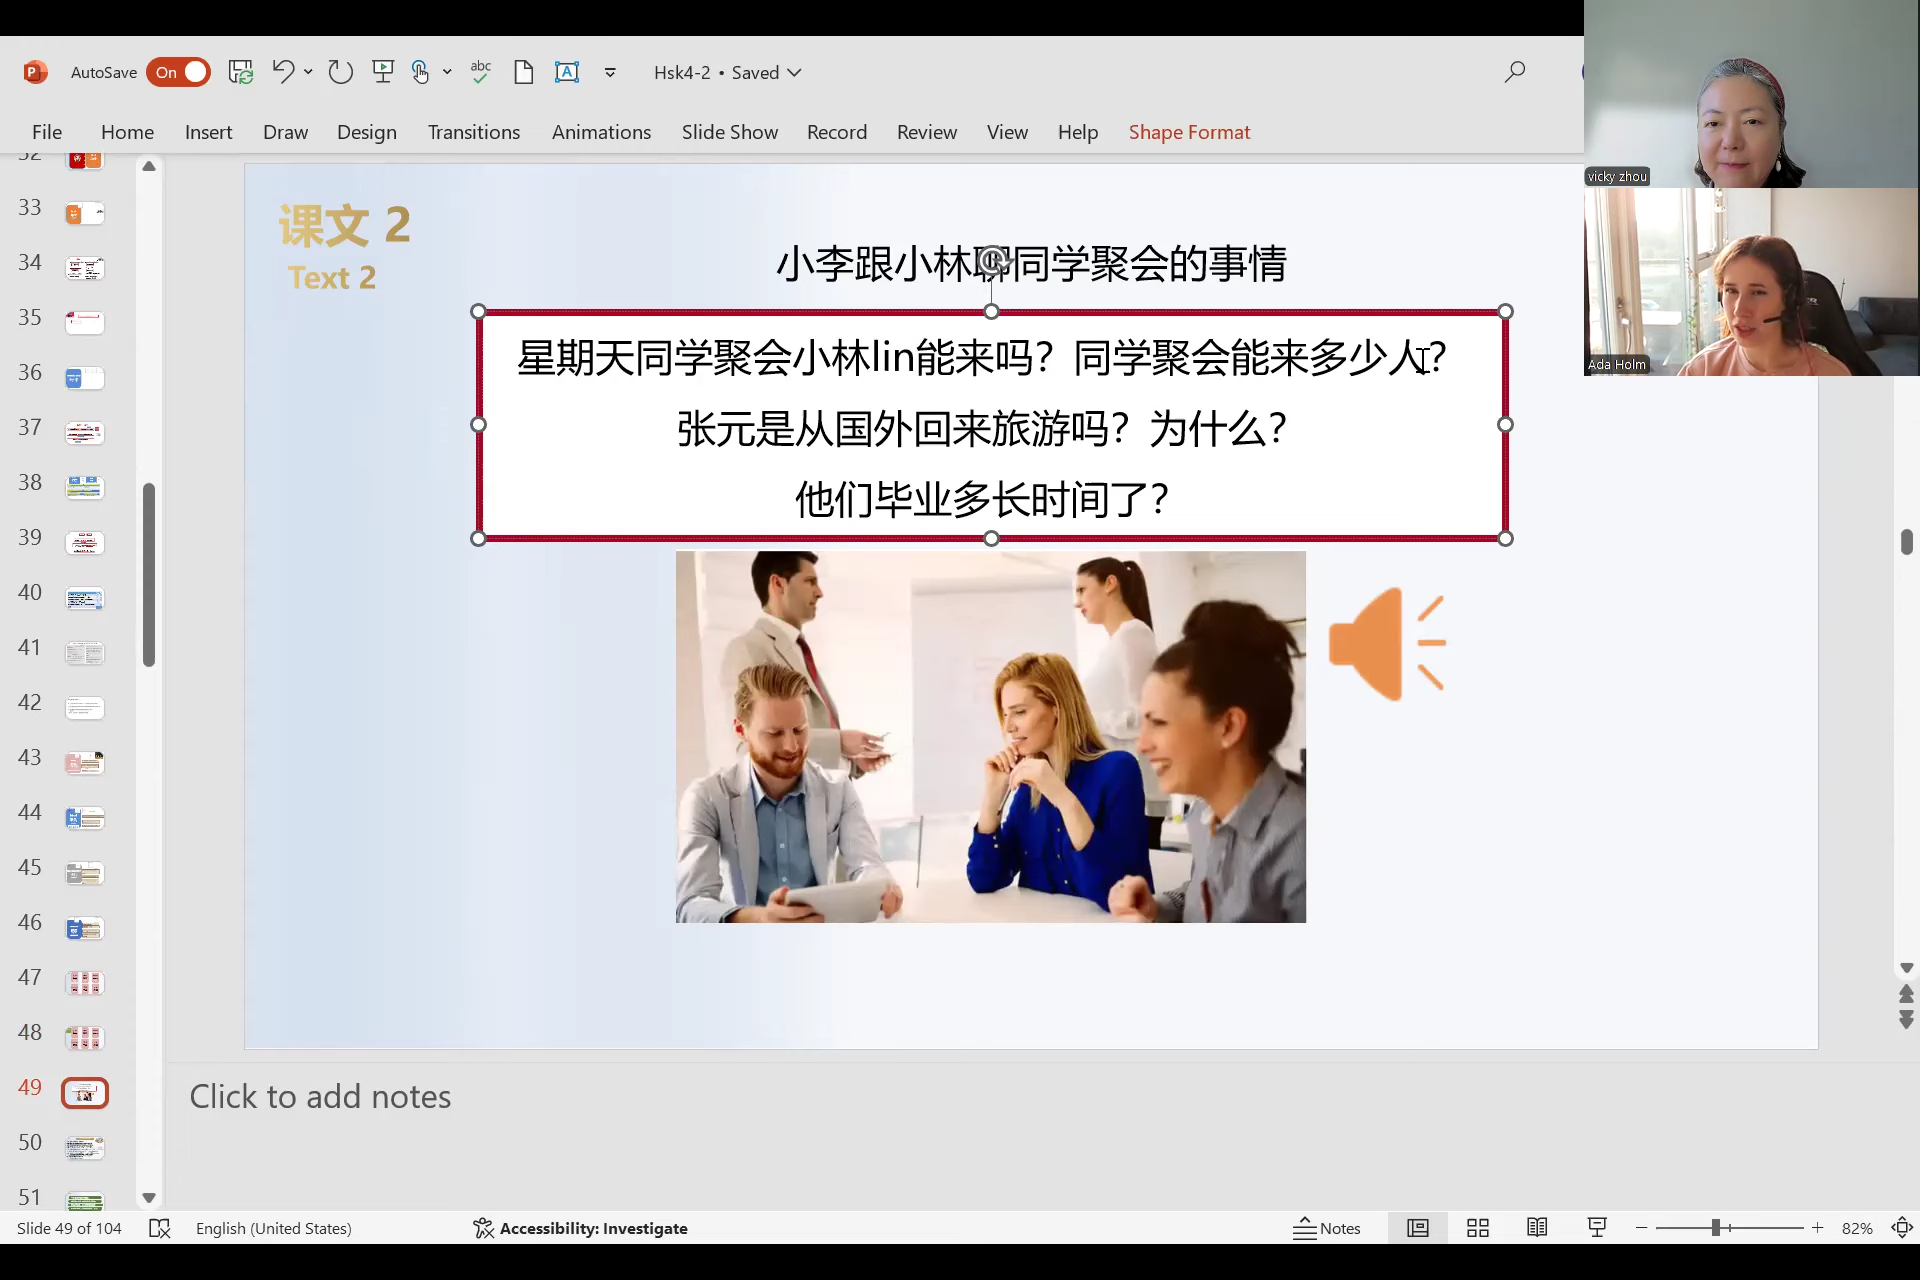 AutoSave On abc A Hsk4-2 • Saved
File Home Insert Draw Design Transitions Animations Slide Show Record Review View Help Shape Format
vicky zhou
Ada Holm
33
34
35
36
37
38
39
40
41
42
43
44
45
46
47
48
49
50
51
课文 2
Text 2
小李跟小林聊同学聚会的事情
星期天同学聚会小林lin能来吗？同学聚会能来多少人？
张元是从国外回来旅游吗？为什么？
他们毕业多长时间了？
Click to add notes
Slide 49 of 104 English (United States) Accessibility: Investigate Notes 82%